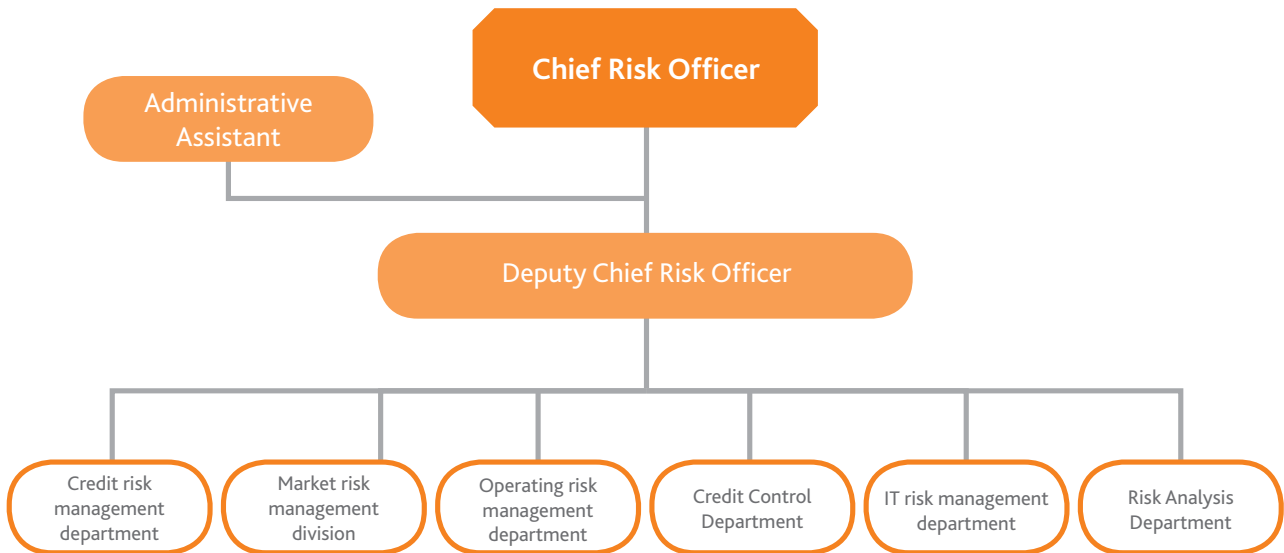 Chief Risk Officer
Administrative
Assistant
Deputy Chief Risk Officer
Credit risk
management
department
Market risk
management
division
Operating risk
management
department
Credit Control
Department
IT risk management
department
Risk Analysis
Department